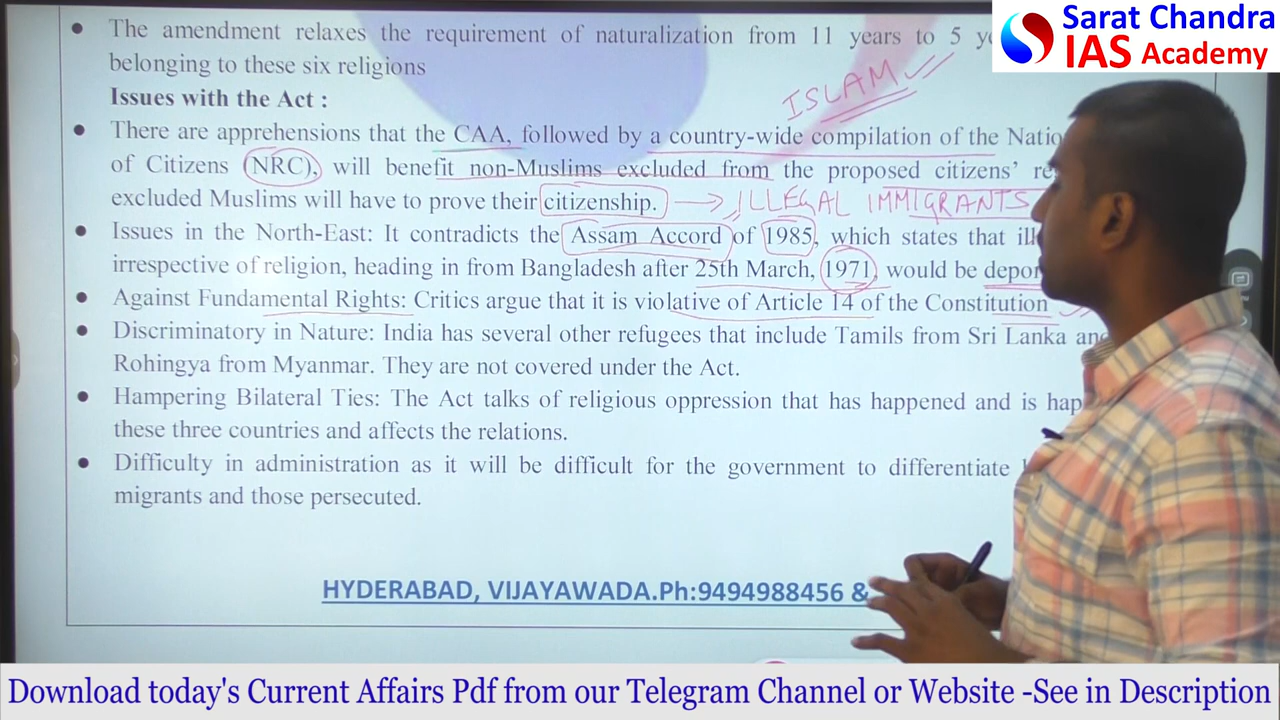 Sarat Chandra
IAS Academy
The amendment relaxes the requirement of naturalization from 11 years to 5
belonging to these six religions
ISLAM
Issues with the Act :
There are apprehensions that the CAA, followed by a country-wide compilation of the
of Citizens (NRC), will benefit non-Muslims excluded from the proposed citizens'
excluded Muslims will have to prove their citizenship. → ILLEGAL IMMIGRANTS
Issues in the North-East: It contradicts the Assam Accord of 1985, which states that
irrespective of religion, heading in from Bangladesh after 25th March, 1971, would be
Against Fundamental Rights: Critics argue that it is violative of Article 14 of the Constitution
Discriminatory in Nature: India has several other refugees that include Tamils from Sri Lanka and
Rohingya from Myanmar. They are not covered under the Act.
Hampering Bilateral Ties: The Act talks of religious oppression that has happened and is
these three countries and affects the relations.
Difficulty in administration as it will be difficult for the government to differentiate
migrants and those persecuted.
HYDERABAD, VIJAYAWADA.Ph:9494988456 &
Download today's Current Affairs Pdf from our Telegram Channel or Website -See in Description